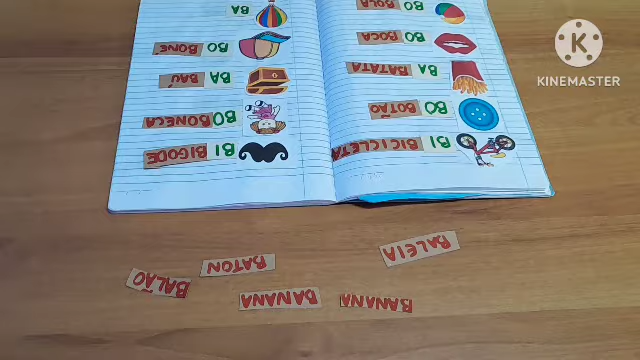 BANANA
BANANA
BALÃO
BATON
BALEIA
BI BICICLETA
BO BOTÃO
BA BATATA
BO BOCA
BO BOLA
BI BIGODE
BO BONECA
BA BAÚ
BO BONÉ
BA
K
KINEMASTER